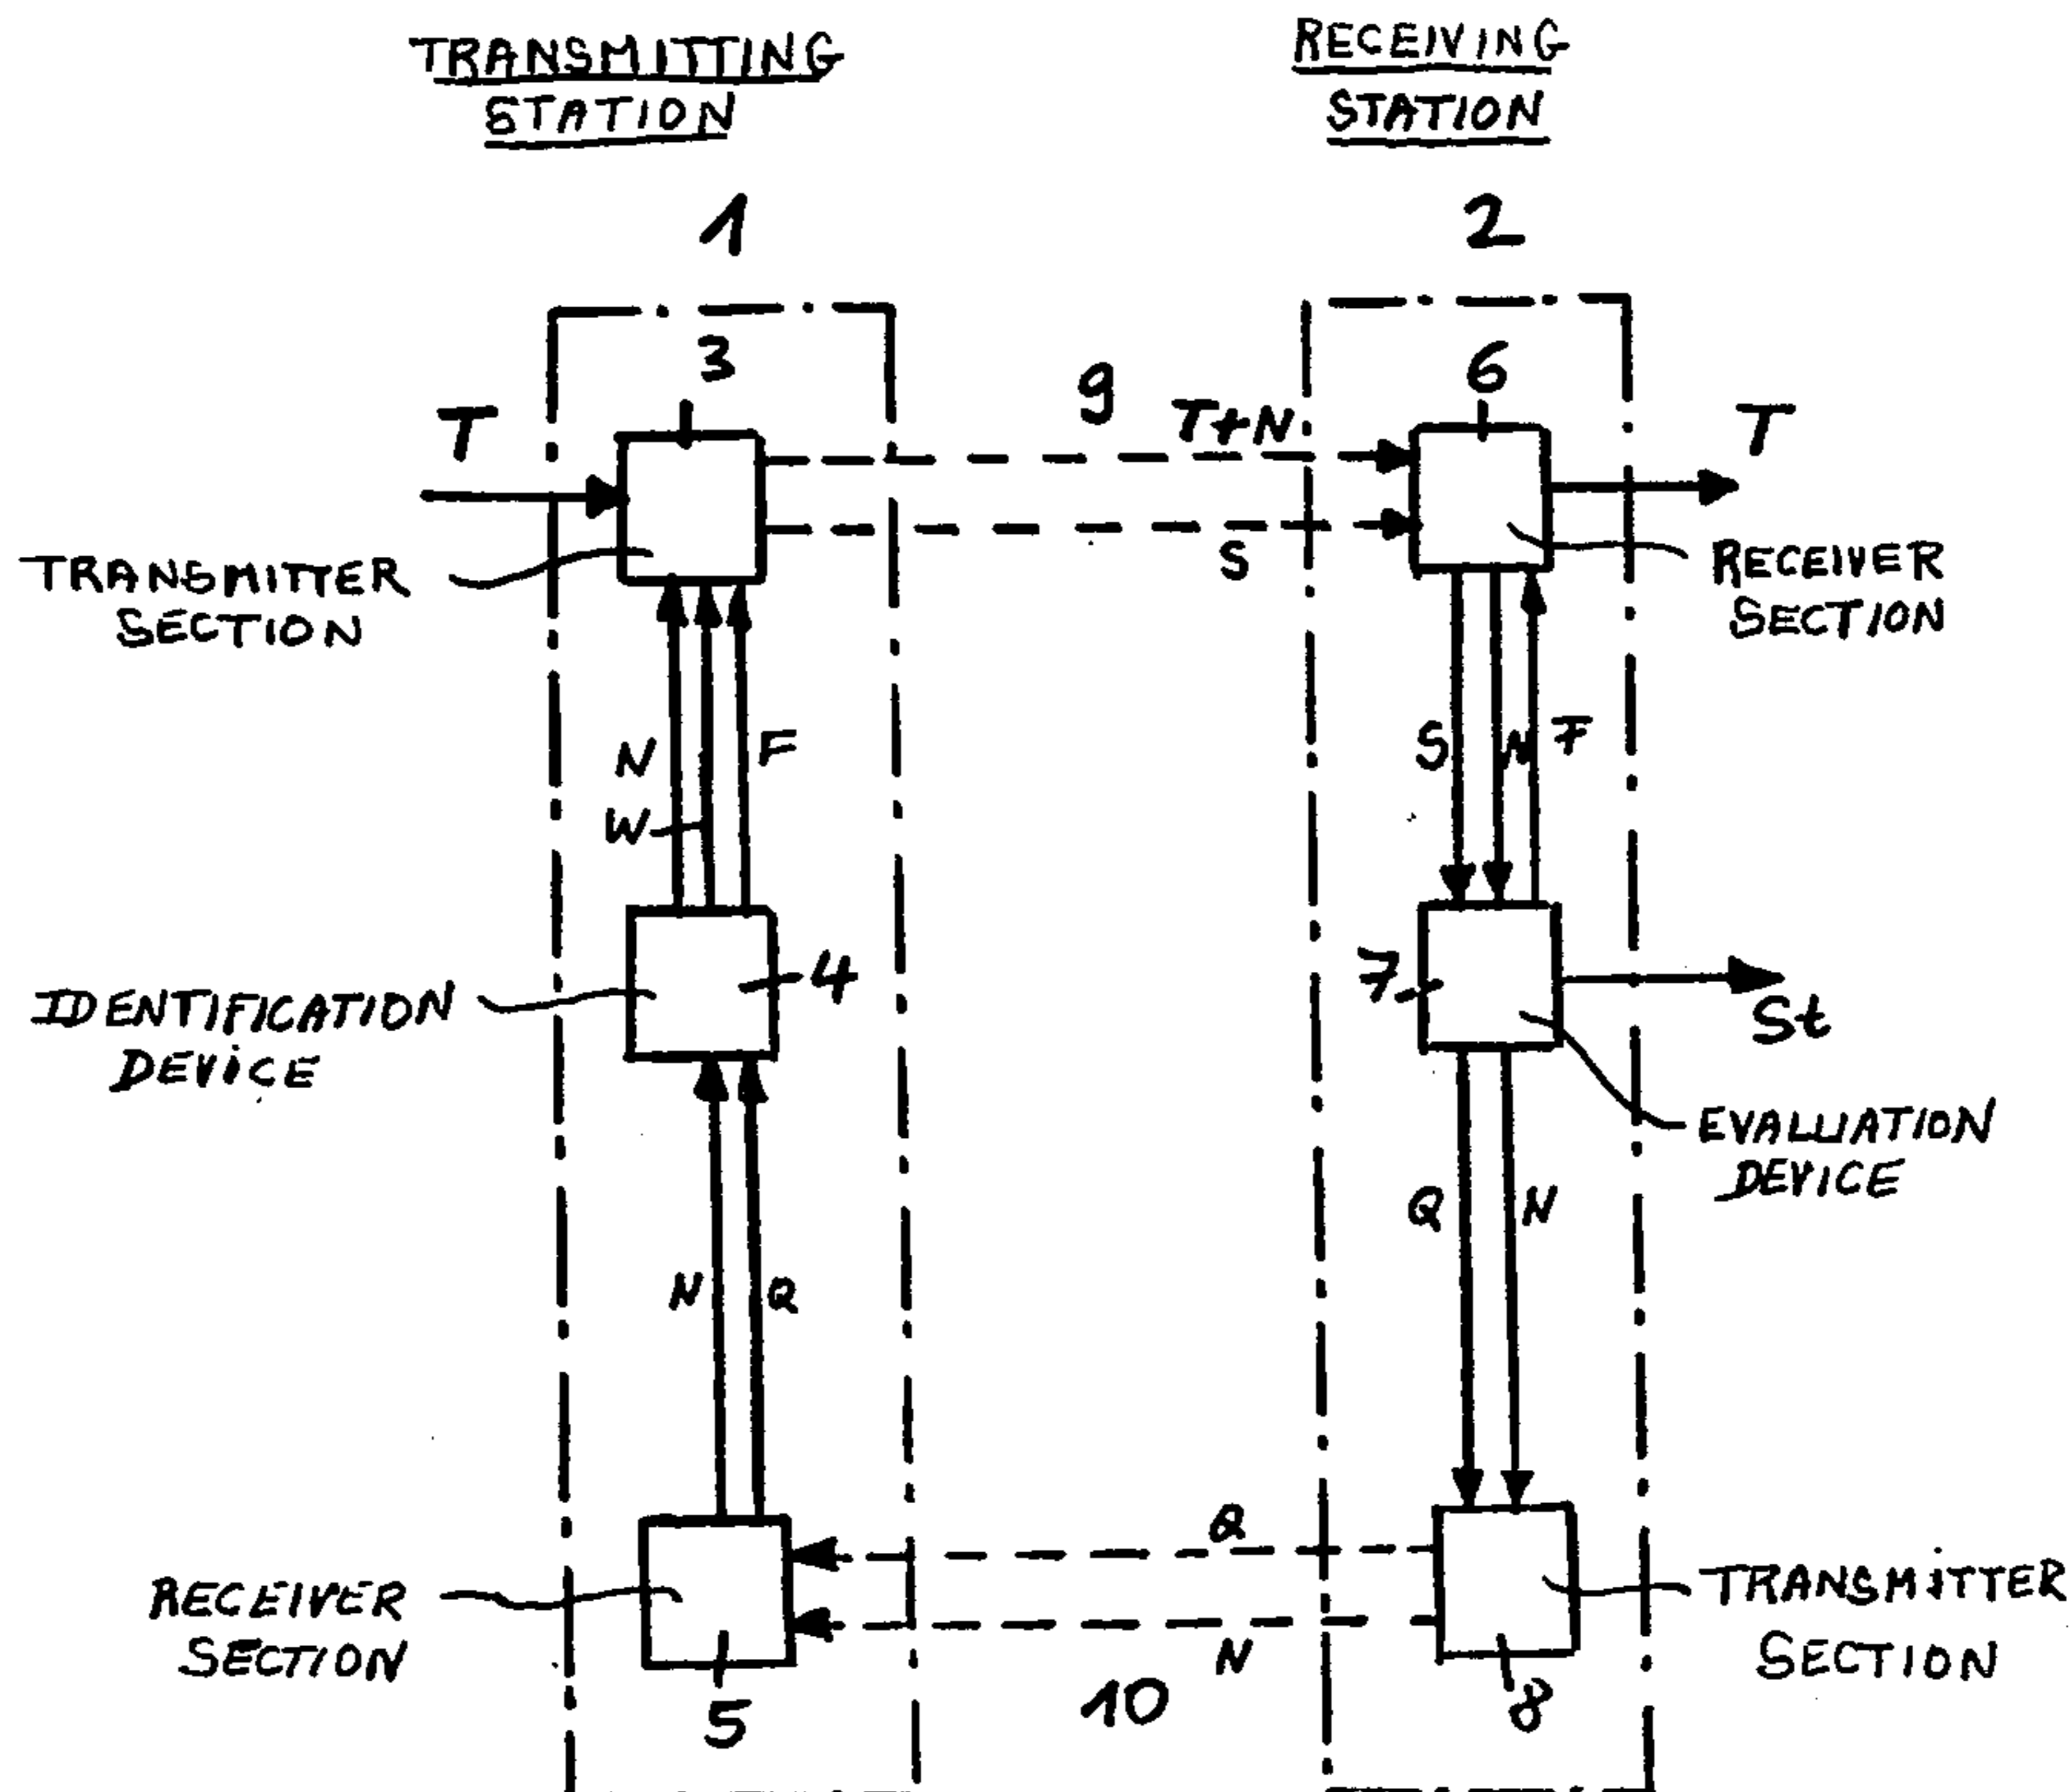 TRANSMITTING
STATION
RECEIVING
STATION
1
2
3
6
T
9
T+N
T
S
TRANSMITTER
SECTION
RECEIVER
SECTION
N
F
W
S
N
F
IDENTIFICATION
DEVICE
4
7
St
EVALUATION
DEVICE
Q
N
N
Q
Q
N
RECEIVER
SECTION
TRANSMITTER
SECTION
5
10
8